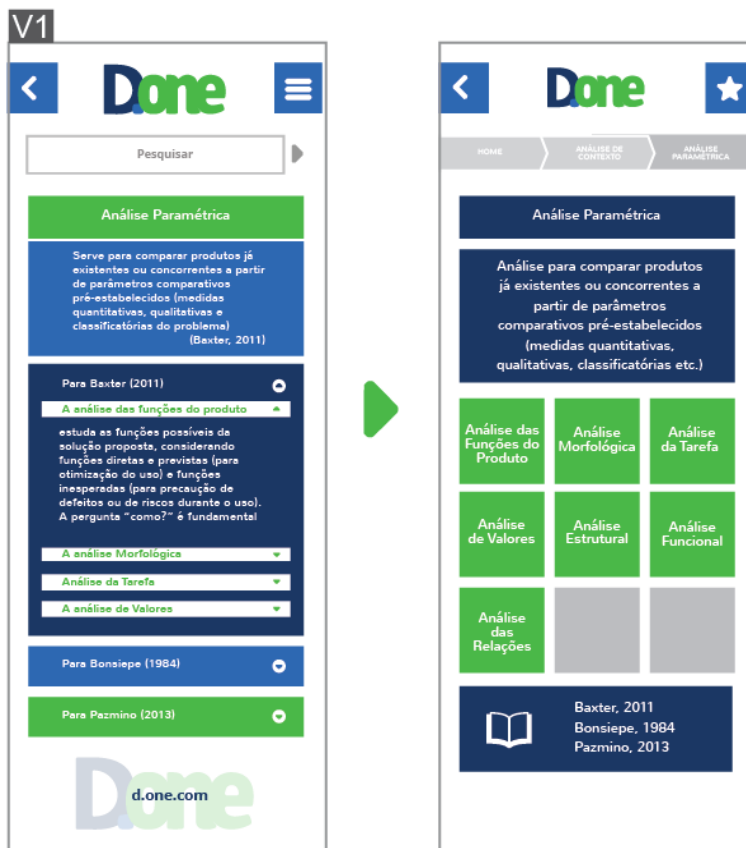 V1
D.one
Pesquisar
Análise Paramétrica
Serve para comparar produtos já
existentes ou concorrentes a partir
de parâmetros comparativos
pré-estabelecidos (medidas
quantitativas, qualitativas e
classificatórias do problema)
(Baxter, 2011)
Para Baxter (2011)
A análise das funções do produto
estuda as funções possíveis da
solução proposta, considerando
funções diretas e previstas (para
otimização do uso) e funções
inesperadas (para precaução de
defeitos ou de riscos durante o uso).
A pergunta "como?" é fundamental
A análise Morfológica
Análise da Tarefa
A análise de Valores
Para Bonsiepe (1984)
Para Pazmino (2013)
D.one
d.one.com
D.one
HOME
ANÁLISE DE
CONTEXTO
ANÁLISE
PARAMÉTRICA
Análise Paramétrica
Análise para comparar produtos
já existentes ou concorrentes a
partir de parâmetros
comparativos pré-estabelecidos
(medidas quantitativas,
qualitativas, classificatórias etc.)
Análise das
Funções do
Produto
Análise
Morfológica
Análise
da Tarefa
Análise
de Valores
Análise
Estrutural
Análise
Funcional
Análise
das
Relações
Baxter, 2011
Bonsiepe, 1984
Pazmino, 2013